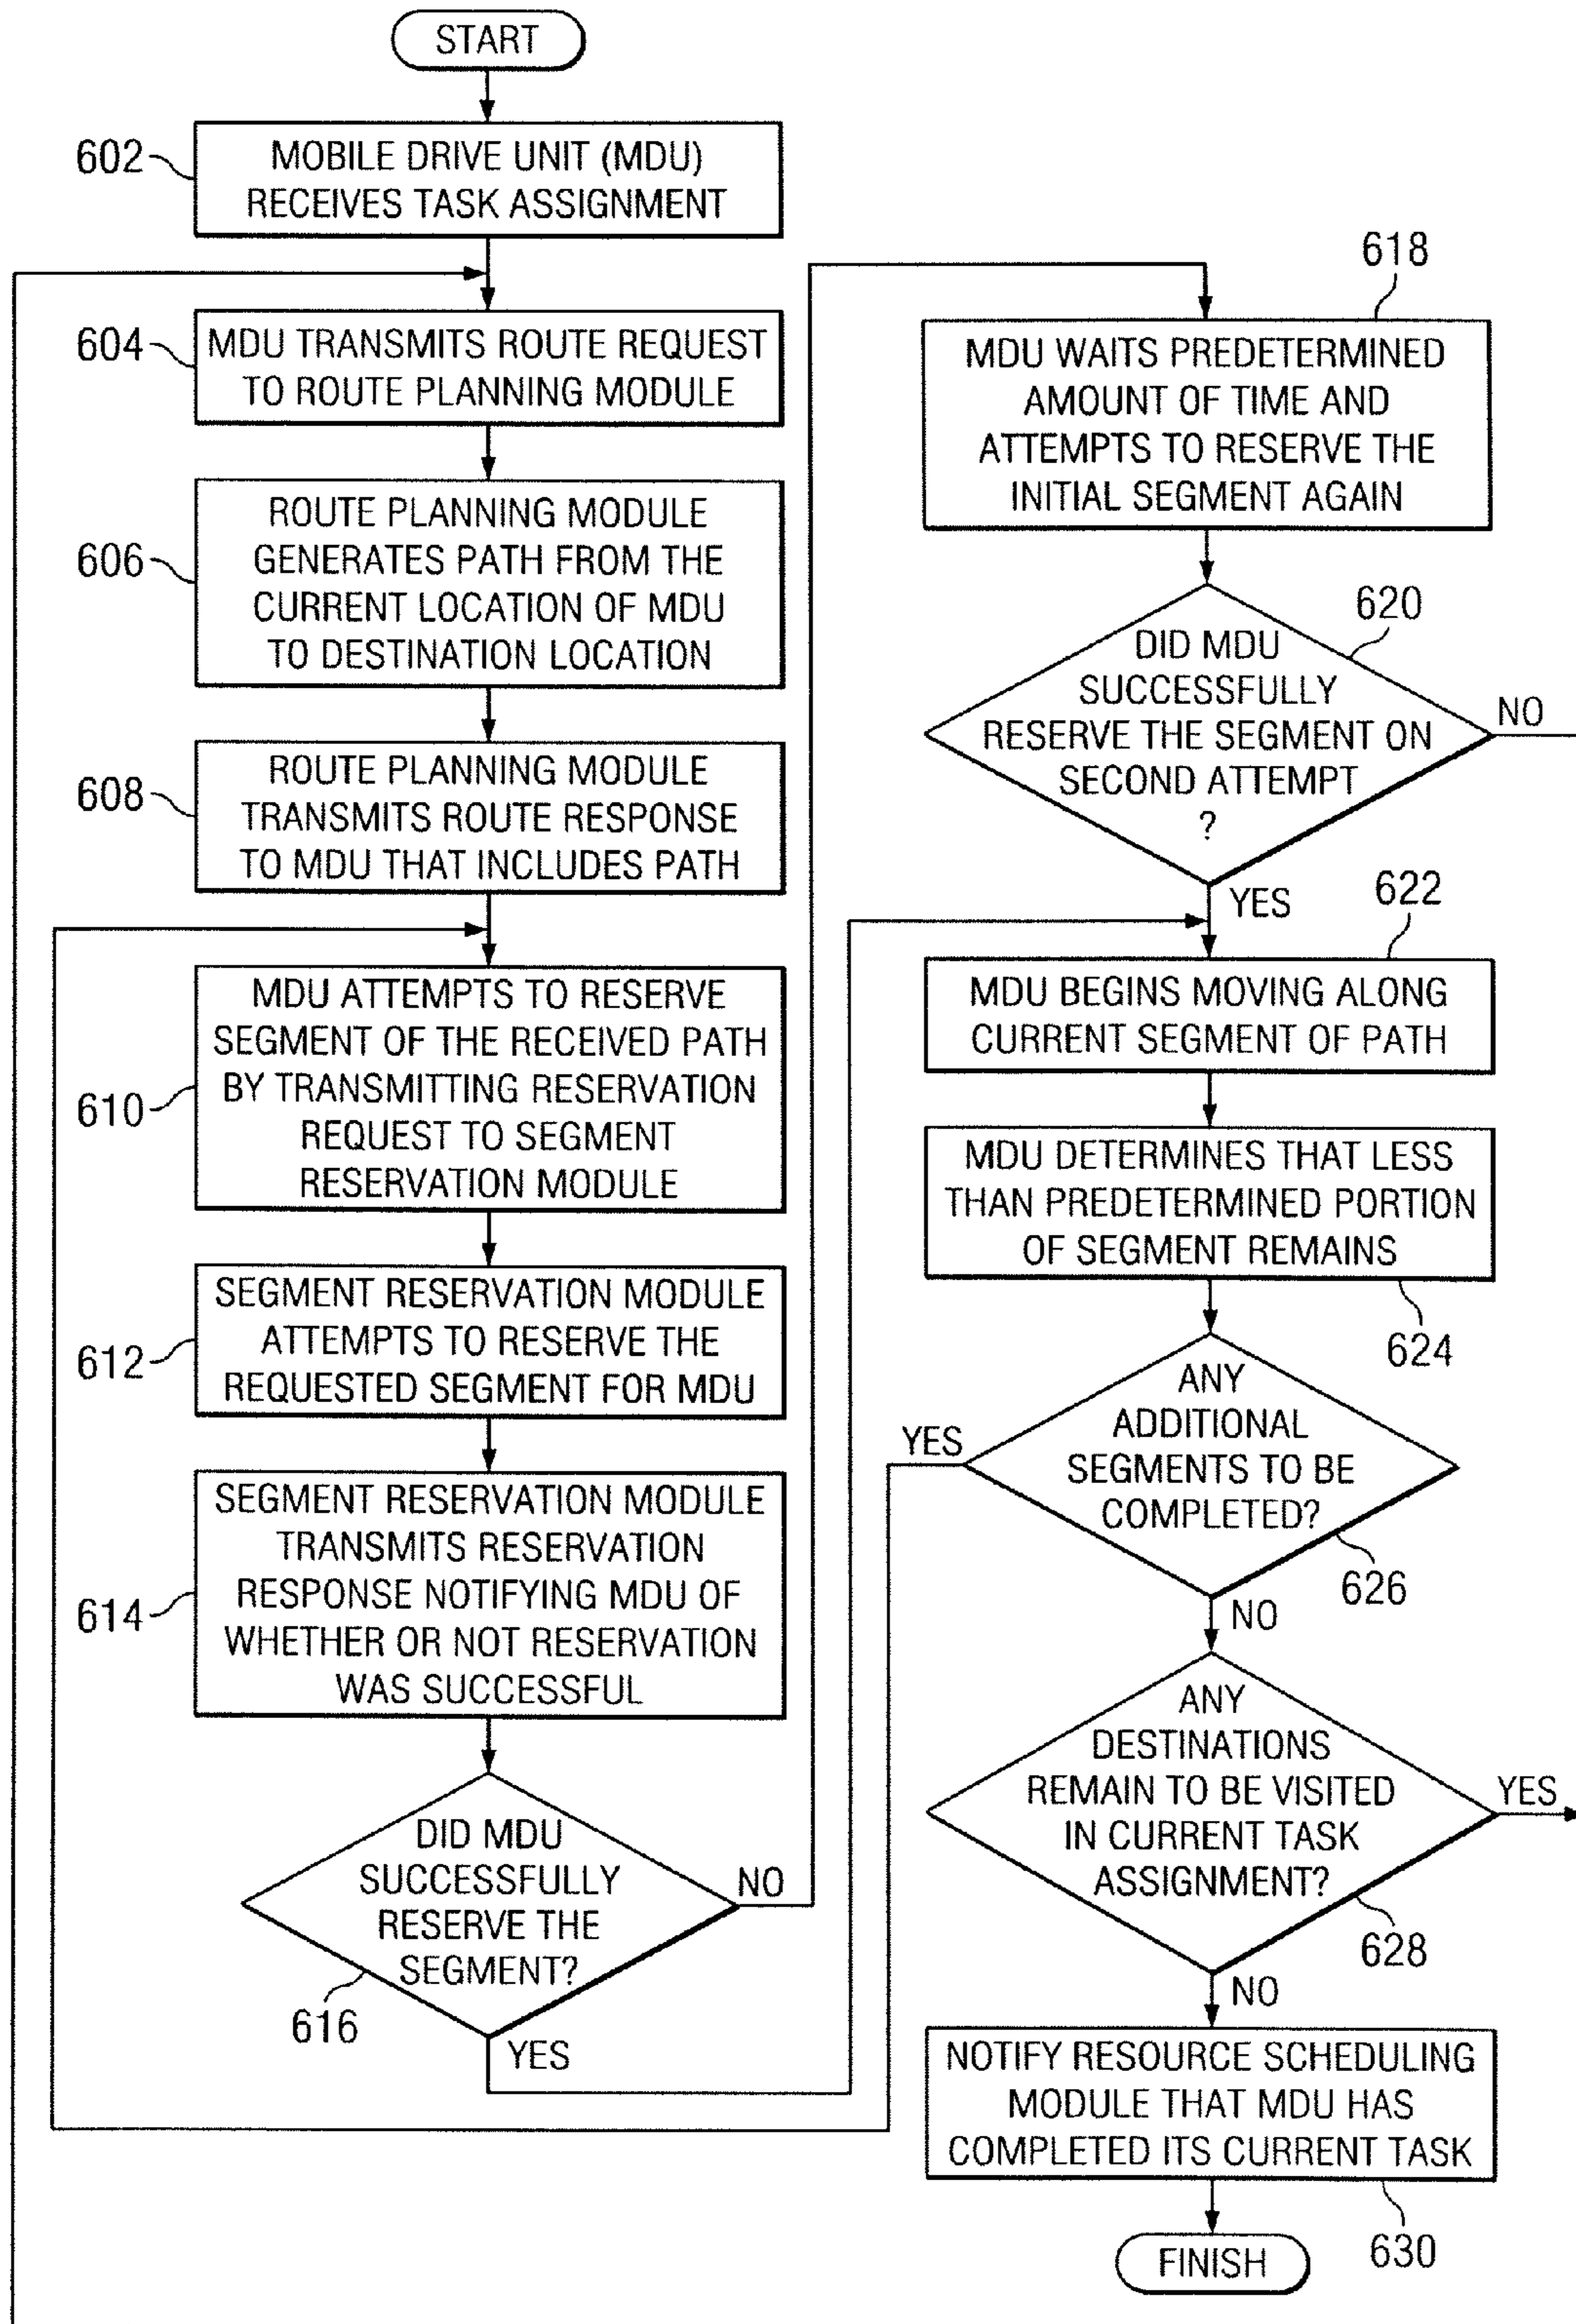 START
602
MOBILE DRIVE UNIT (MDU)
RECEIVES TASK ASSIGNMENT
604
MDU TRANSMITS ROUTE REQUEST
TO ROUTE PLANNING MODULE
606
ROUTE PLANNING MODULE
GENERATES PATH FROM THE
CURRENT LOCATION OF MDU
TO DESTINATION LOCATION
608
ROUTE PLANNING MODULE
TRANSMITS ROUTE RESPONSE
TO MDU THAT INCLUDES PATH
610
MDU ATTEMPTS TO RESERVE
SEGMENT OF THE RECEIVED PATH
BY TRANSMITTING RESERVATION
REQUEST TO SEGMENT
RESERVATION MODULE
612
SEGMENT RESERVATION MODULE
ATTEMPTS TO RESERVE THE
REQUESTED SEGMENT FOR MDU
614
SEGMENT RESERVATION MODULE
TRANSMITS RESERVATION
RESPONSE NOTIFYING MDU OF
WHETHER OR NOT RESERVATION
WAS SUCCESSFUL
DID MDU
SUCCESSFULLY
RESERVE THE
SEGMENT?
NO
616
YES
618
MDU WAITS PREDETERMINED
AMOUNT OF TIME AND
ATTEMPTS TO RESERVE THE
INITIAL SEGMENT AGAIN
620
DID MDU
SUCCESSFULLY
RESERVE THE SEGMENT ON
SECOND ATTEMPT
?
NO
YES
622
MDU BEGINS MOVING ALONG
CURRENT SEGMENT OF PATH
MDU DETERMINES THAT LESS
THAN PREDETERMINED PORTION
OF SEGMENT REMAINS
624
ANY
ADDITIONAL
SEGMENTS TO BE
COMPLETED?
YES
626
NO
ANY
DESTINATIONS
REMAIN TO BE VISITED
IN CURRENT TASK
ASSIGNMENT?
YES
628
NO
NOTIFY RESOURCE SCHEDULING
MODULE THAT MDU HAS
COMPLETED ITS CURRENT TASK
630
FINISH